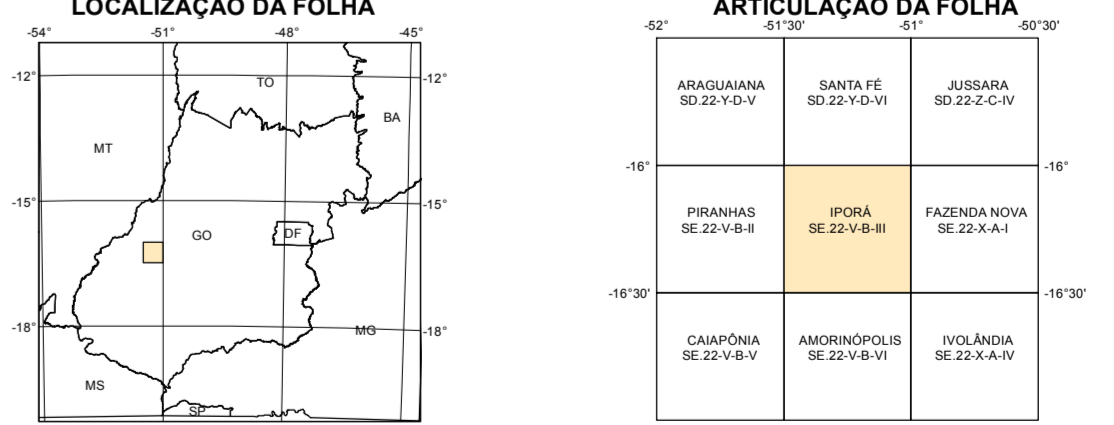 LOCALIZAÇÃO DA FOLHA
-54° -51° -48° -45°
-12° -12°
TO
BA
MT
-15° -15°
GO
DF
-18° -18°
MG
MS
SP
ARTICULAÇÃO DA FOLHA
-52° -51°30' -51° -50°30'
ARAGUAIANA
SD.22-Y-D-V
SANTA FÉ
SD.22-Y-D-VI
JUSSARA
SD.22-Z-C-IV
-16° -16°
PIRANHAS
SE.22-V-B-II
IPORÁ
SE.22-V-B-III
FAZENDA NOVA
SE.22-X-A-I
-16°30' -16°30'
CAIAPÔNIA
SE.22-V-B-V
AMORINÓPOLIS
SE.22-V-B-VI
IVOLÂNDIA
SE.22-X-A-IV